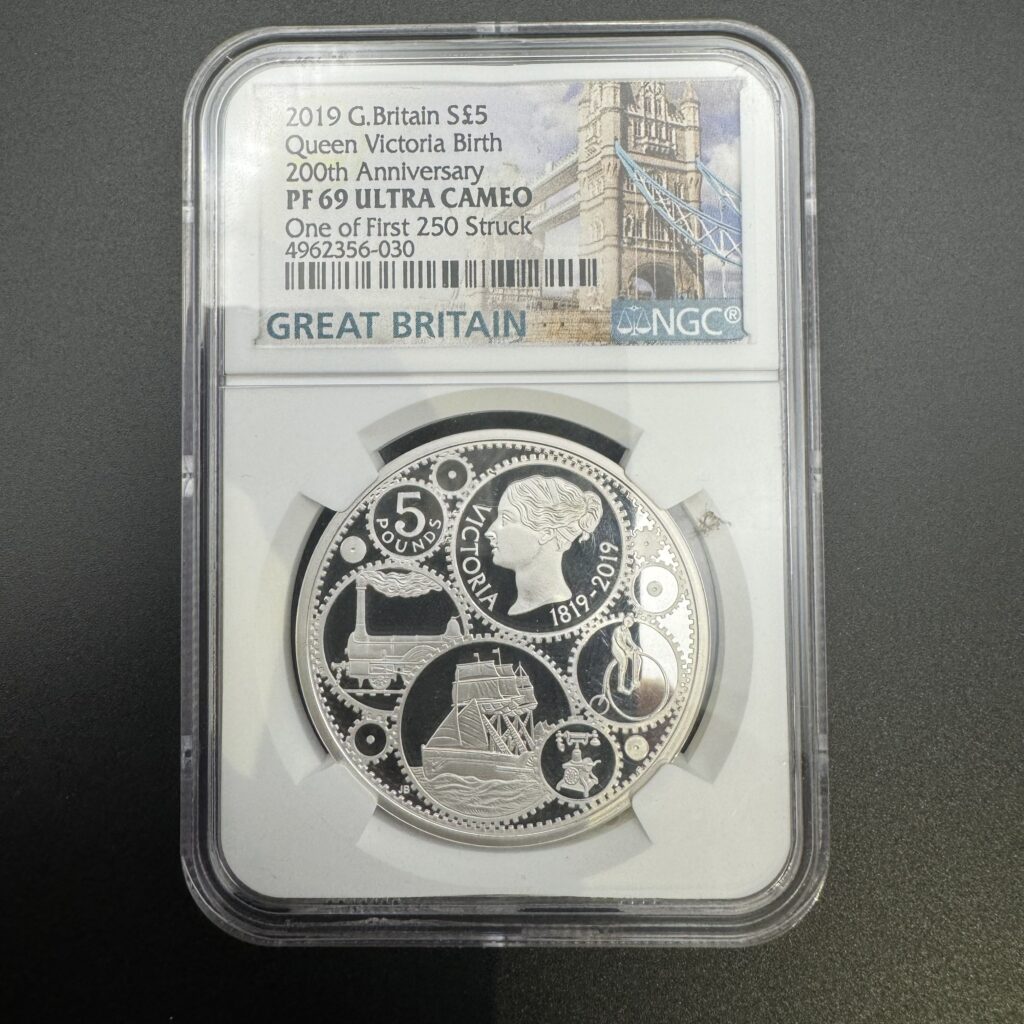 2019 G.Britain S£5
Queen Victoria Birth
200th Anniversary
PF 69 ULTRA CAMEO
One of First 250 Struck
4962356-030
GREAT BRITAIN
NGC®
5
POUNDS
VICTORIA
1819-2019
JB